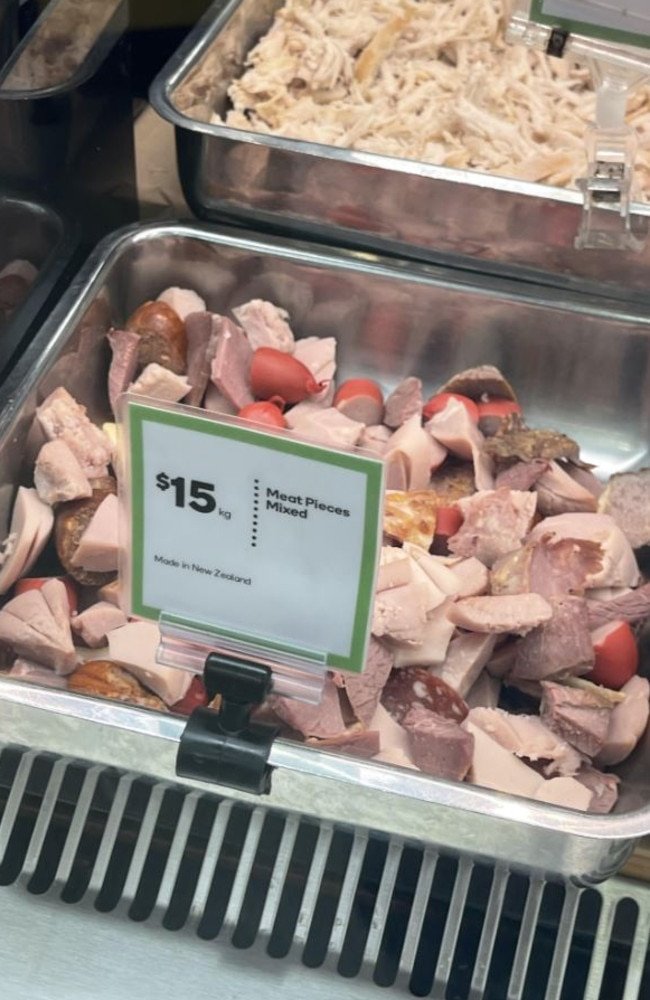 $15 kg
Meat Pieces
Mixed
Made in New Zealand